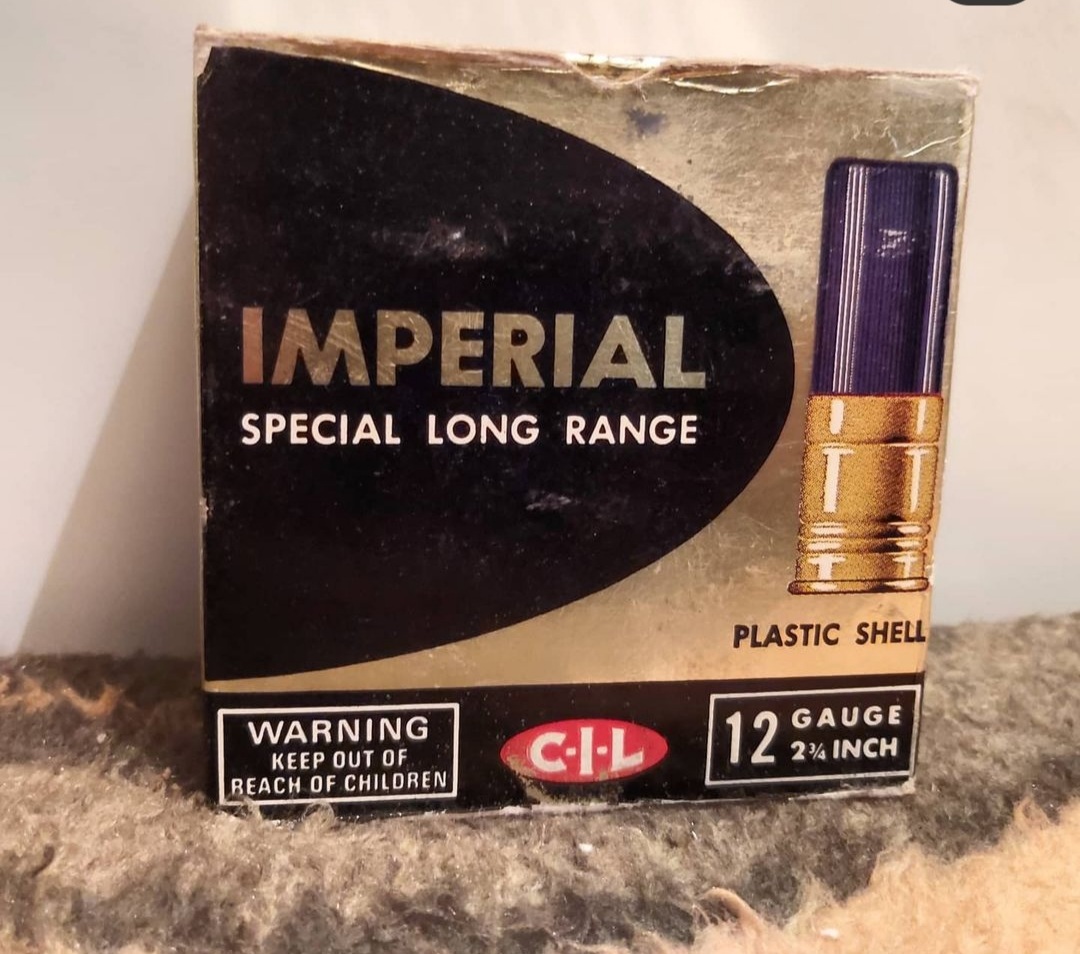 IMPERIAL
SPECIAL LONG RANGE
PLASTIC SHELL
WARNING
KEEP OUT OF
REACH OF CHILDREN
C-I-L
12 GAUGE
2¾ INCH